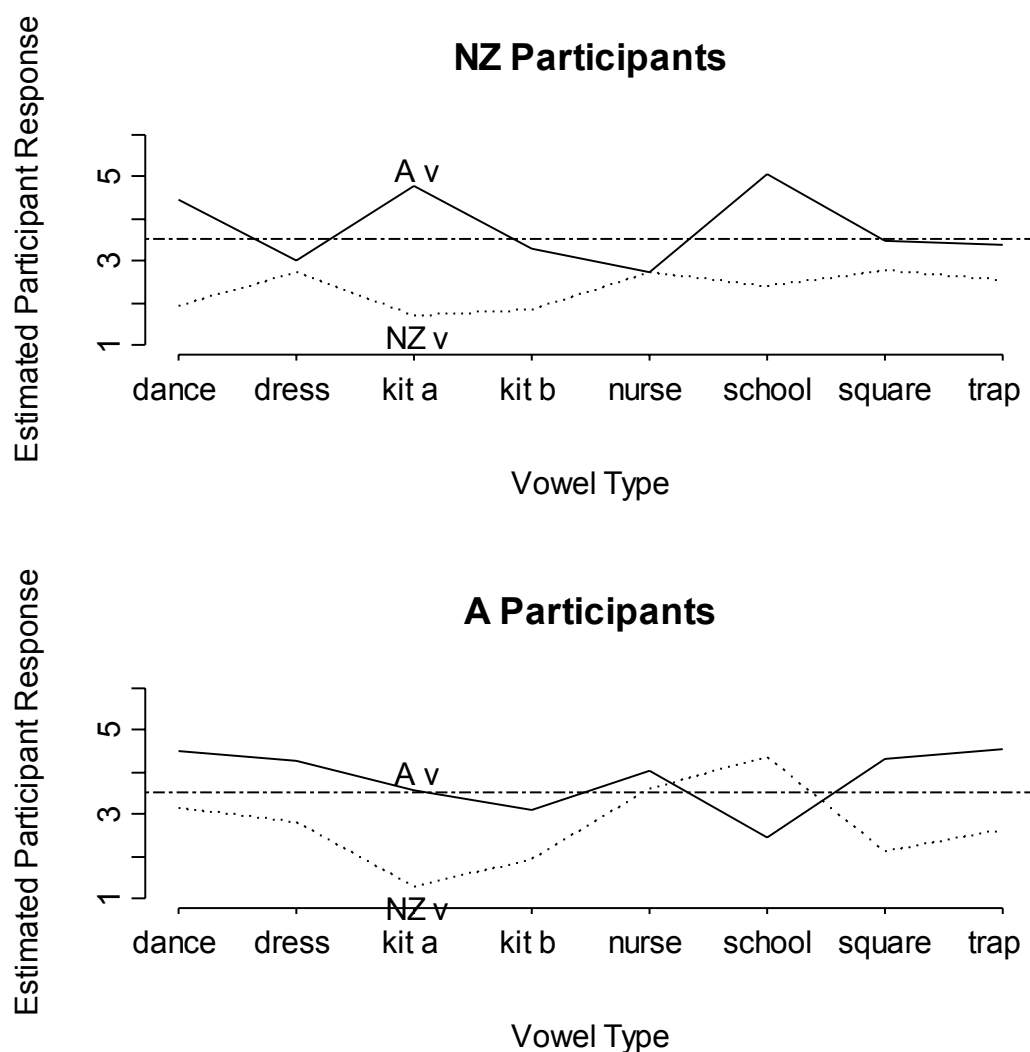 NZ Participants
Estimated Participant Response
5
3
1
A v
NZ v
dance dress kit a kit b nurse school square trap
Vowel Type
A Participants
Estimated Participant Response
5
3
1
A v
NZ v
dance dress kit a kit b nurse school square trap
Vowel Type